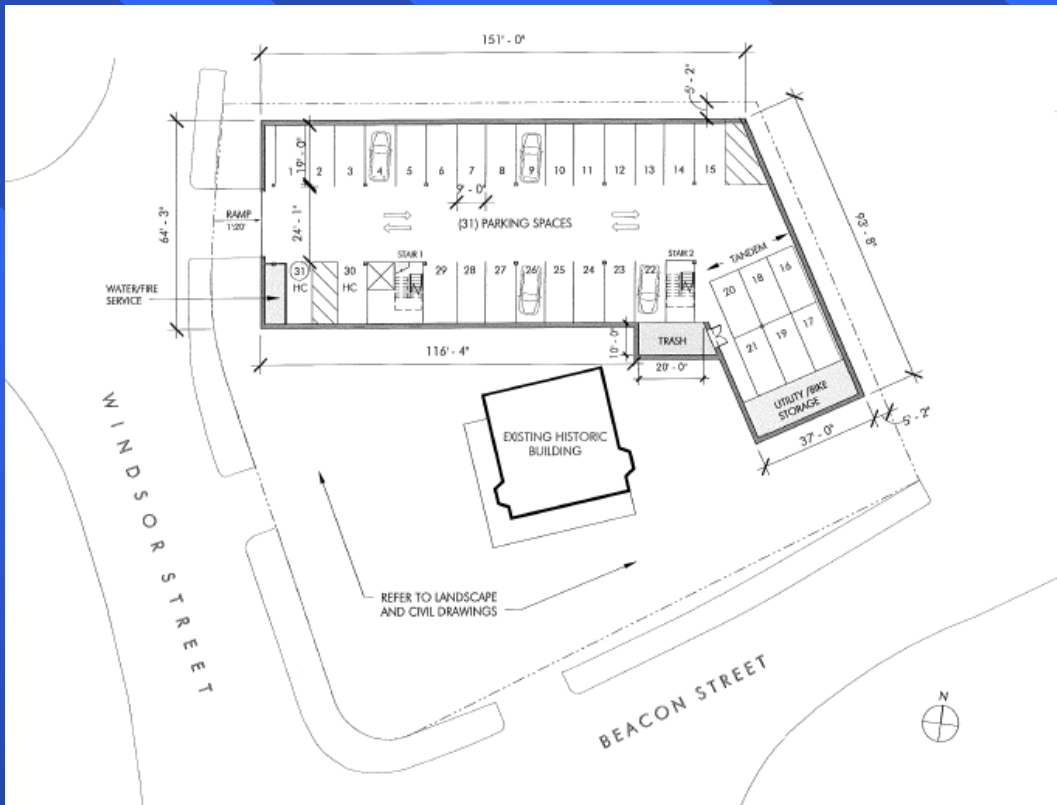 151' - 0"
5' - 2"
19' - 0"
1
2
3
4
5
6
7
8
9
10
11
12
13
14
15
9' - 0"
64' - 3"
RAMP
1:20'
24' - 1"
(31) PARKING SPACES
93' - 8"
STAIR 1
STAIR 2
TANDEM
31
HC
30
HC
29
28
27
26
25
24
23
22
20
18
16
21
19
17
WATER/FIRE
SERVICE
116' - 4"
10' - 0"
TRASH
20' - 0"
UTILITY /BIKE
STORAGE
37' - 0"
5' - 2"
EXISTING HISTORIC
BUILDING
WINDSOR STREET
REFER TO LANDSCAPE
AND CIVIL DRAWINGS
BEACON STREET
N